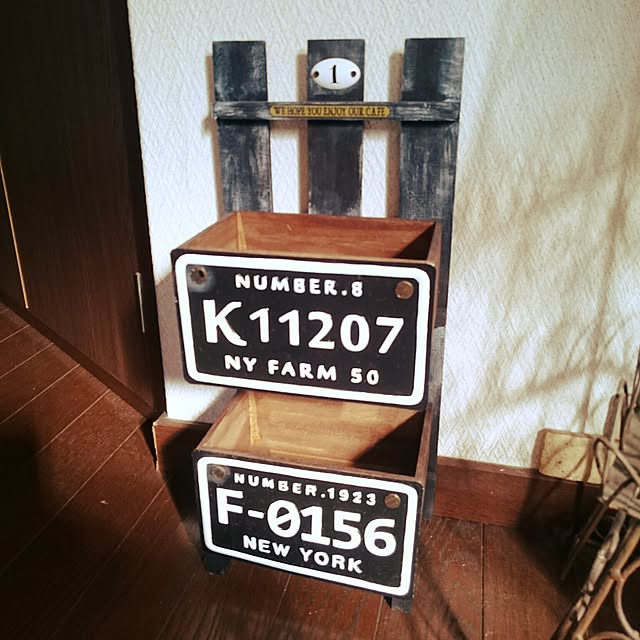 1
WE HOPE YOU ENJOY OUR CAFE
NUMBER.8
K11207
NY FARM 50
NUMBER.1923
F-0156
NEW YORK